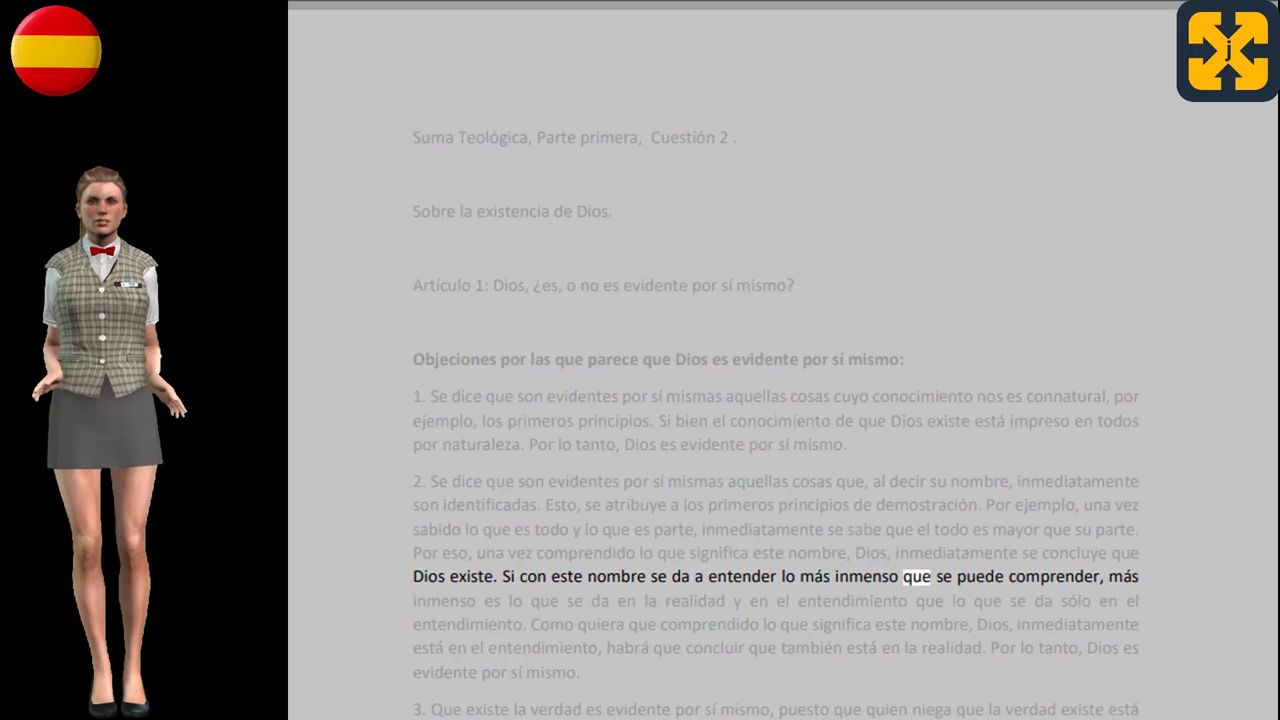 j
Suma Teológica, Parte primera, Cuestión 2 .
Sobre la existencia de Dios.
Artículo 1: Dios, ¿es, o no es evidente por sí mismo?
Objeciones por las que parece que Dios es evidente por sí mismo:
1. Se dice que son evidentes por sí mismas aquellas cosas cuyo conocimiento nos es connatural, por
ejemplo, los primeros principios. Si bien el conocimiento de que Dios existe está impreso en todos
por naturaleza. Por lo tanto, Dios es evidente por sí mismo.
2. Se dice que son evidentes por sí mismas aquellas cosas que, al decir su nombre, inmediatamente
son identificadas. Esto, se atribuye a los primeros principios de demostración. Por ejemplo, una vez
sabido lo que es todo y lo que es parte, inmediatamente se sabe que el todo es mayor que su parte.
Por eso, una vez comprendido lo que significa este nombre, Dios, inmediatamente se concluye que
Dios existe. Si con este nombre se da a entender lo más inmenso que se puede comprender, más
inmenso es lo que se da en la realidad y en el entendimiento que lo que se da sólo en el
entendimiento. Como quiera que comprendido lo que significa este nombre, Dios, inmediatamente
está en el entendimiento, habrá que concluir que también está en la realidad. Por lo tanto, Dios es
evidente por sí mismo.
3. Que existe la verdad es evidente por sí mismo, puesto que quien niega que la verdad existe está